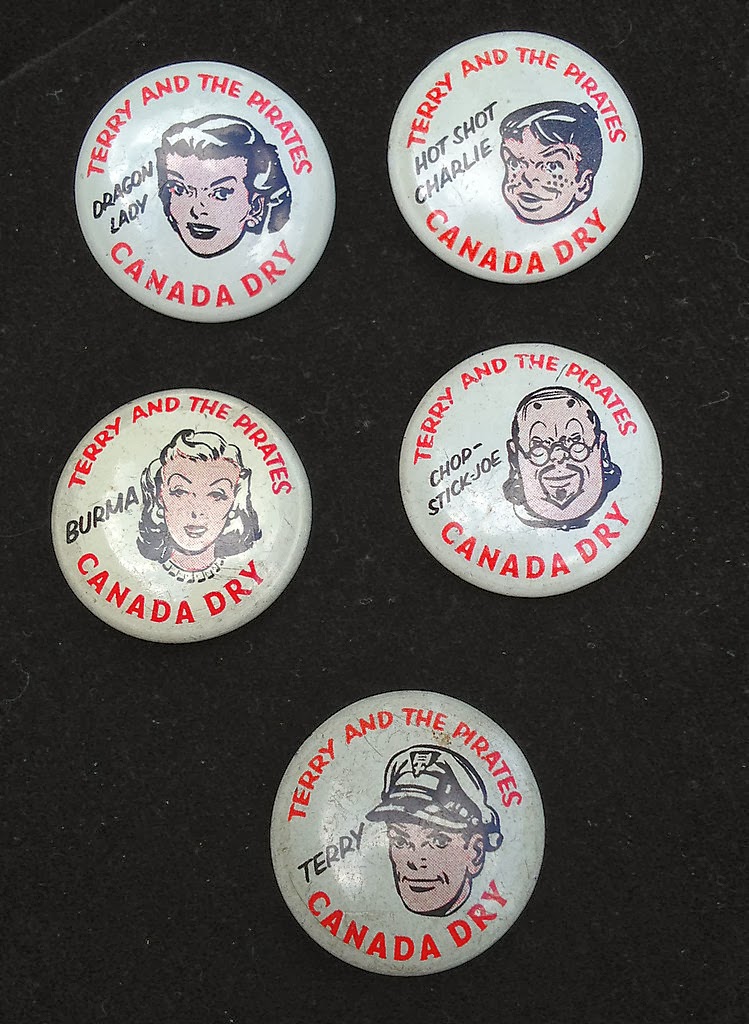 TERRY AND THE PIRATES
DRAGON
LADY
CANADA DRY
TERRY AND THE PIRATES
HOT SHOT
CHARLIE
CANADA DRY
TERRY AND THE PIRATES
BURMA
CANADA DRY
TERRY AND THE PIRATES
CHOP-
STICK-JOE
CANADA DRY
TERRY AND THE PIRATES
TERRY
CANADA DRY